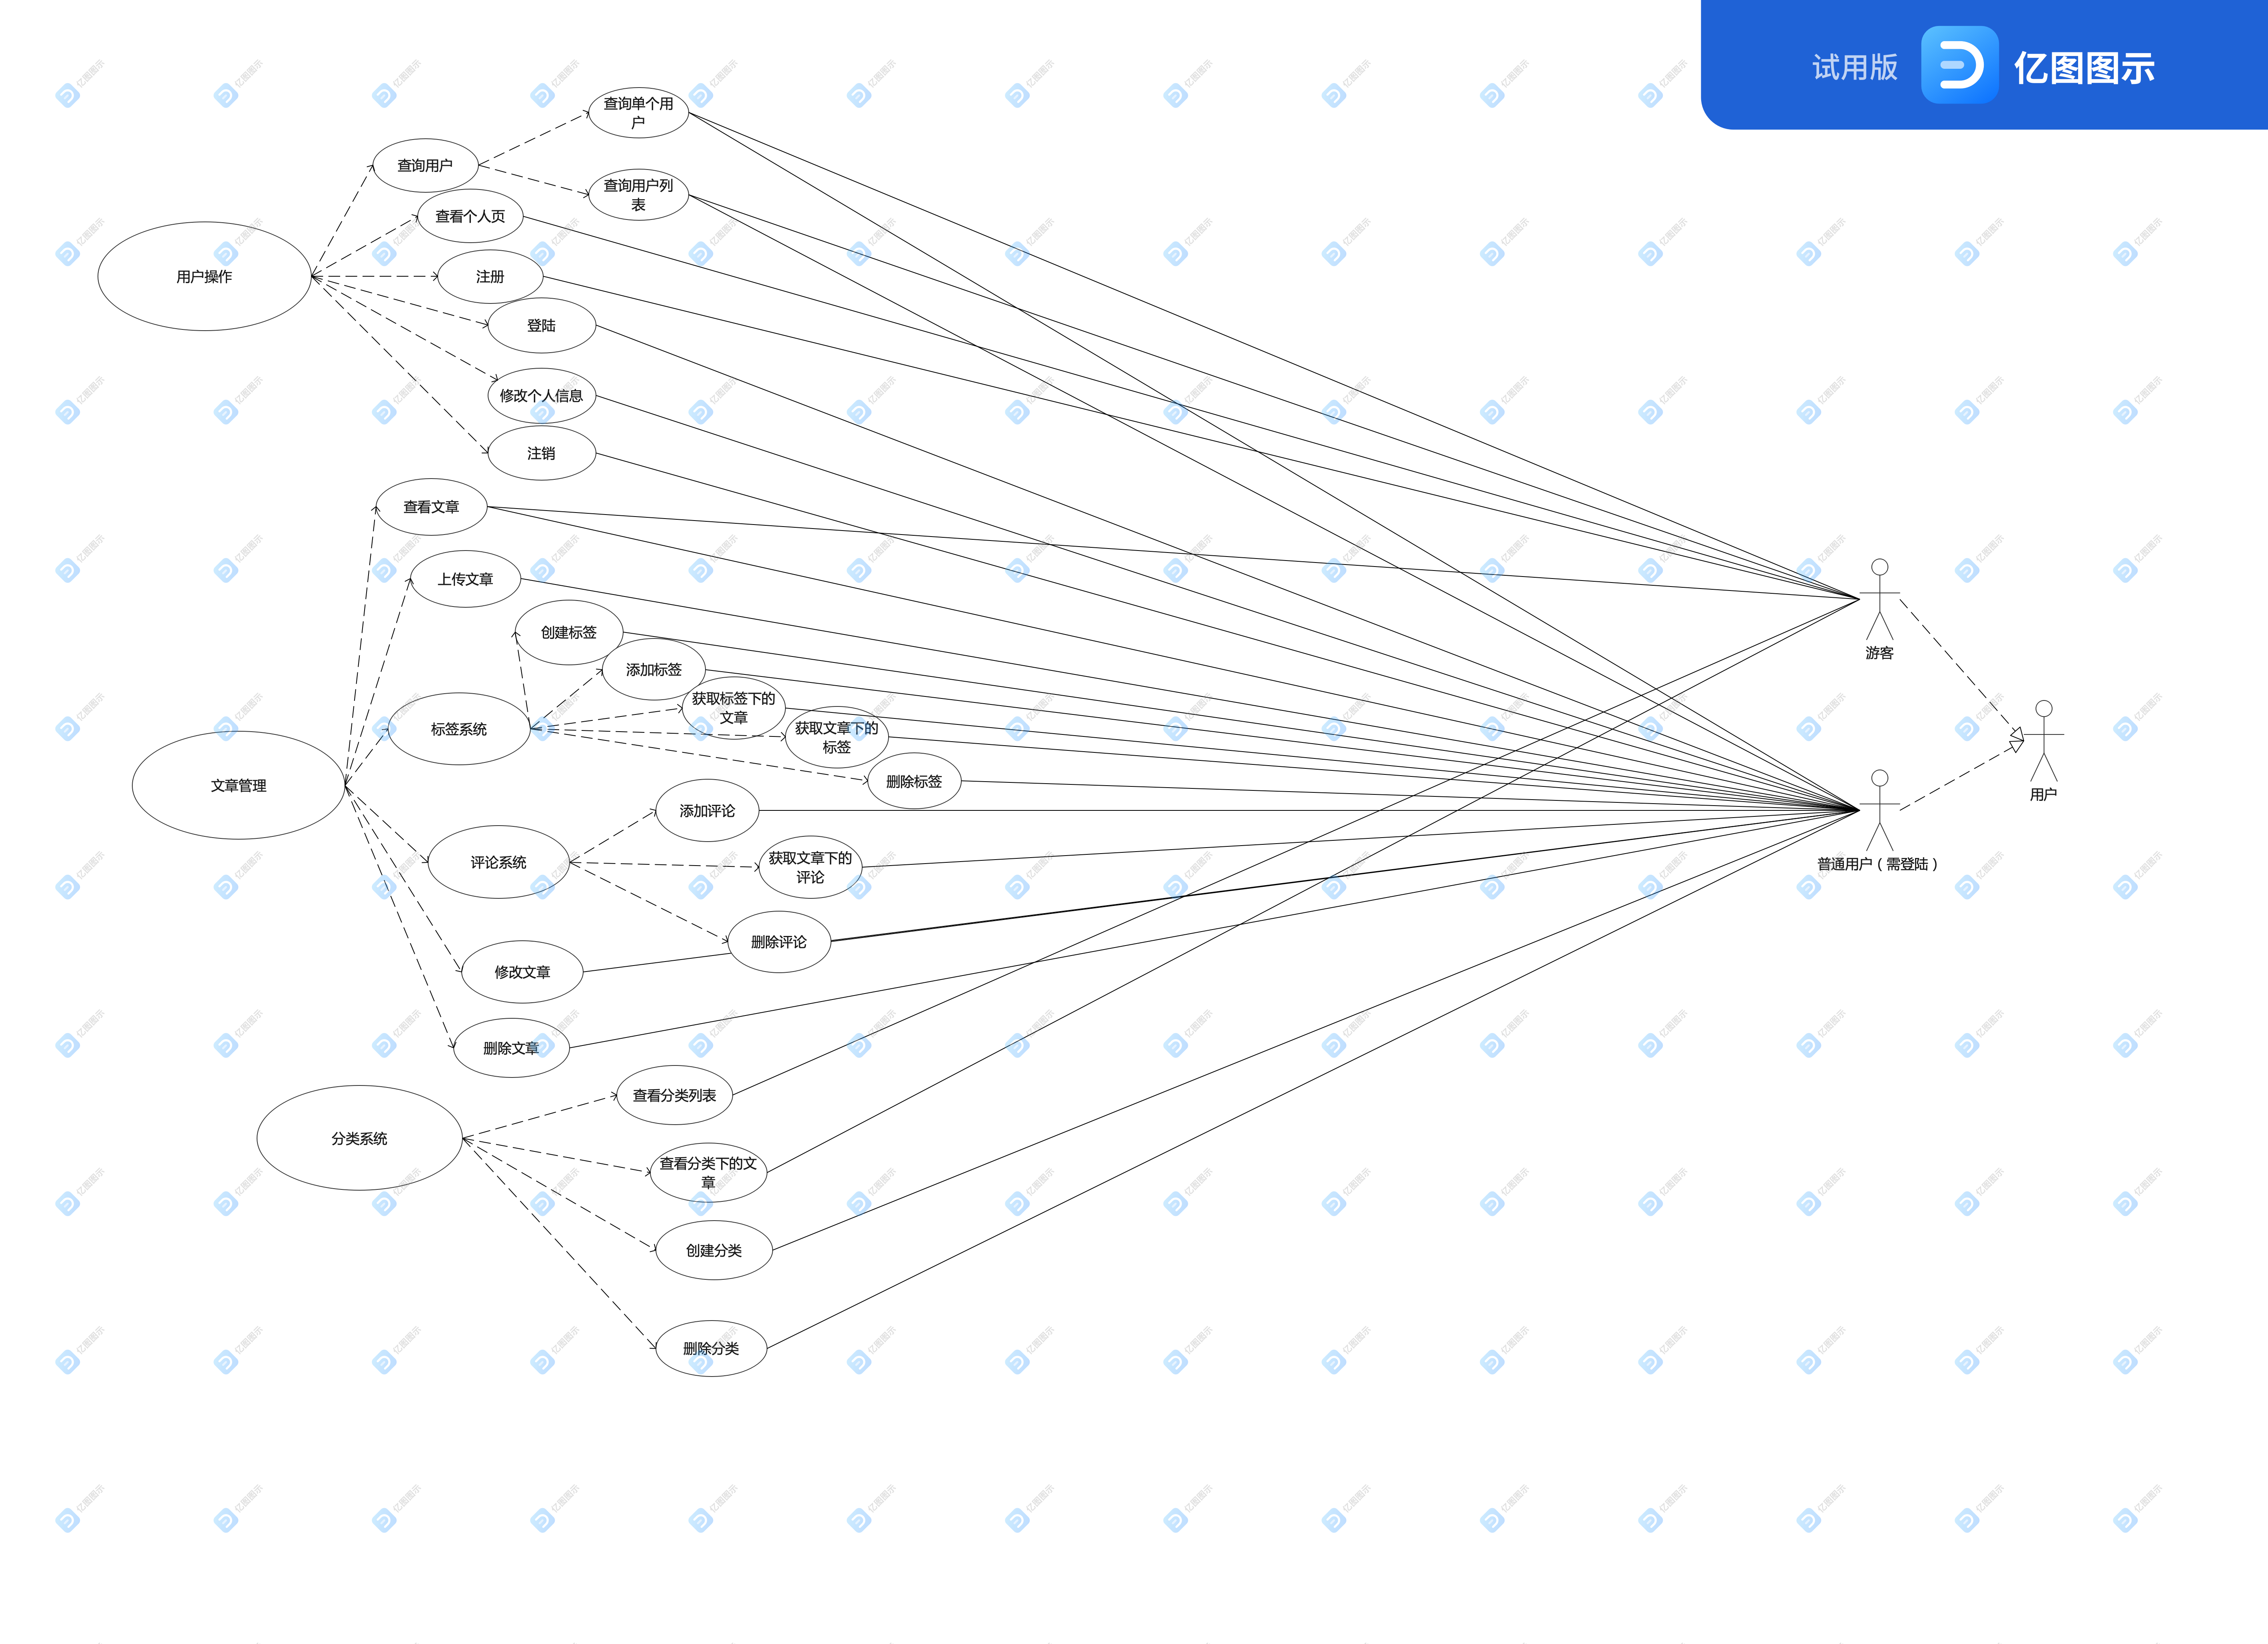 试用版 亿图图示
查询单个用
户
查询用户
查询用户列
表
查看个人页
用户操作
注册
登陆
修改个人信息
注销
查看文章
上传文章
创建标签
游客
添加标签
获取标签下的
文章
标签系统
获取文章下的
标签
文章管理
删除标签
用户
添加评论
评论系统
获取文章下的
评论
普通用户（需登陆）
删除评论
修改文章
删除文章
查看分类列表
分类系统
查看分类下的文
章
创建分类
删除分类
亿图图示